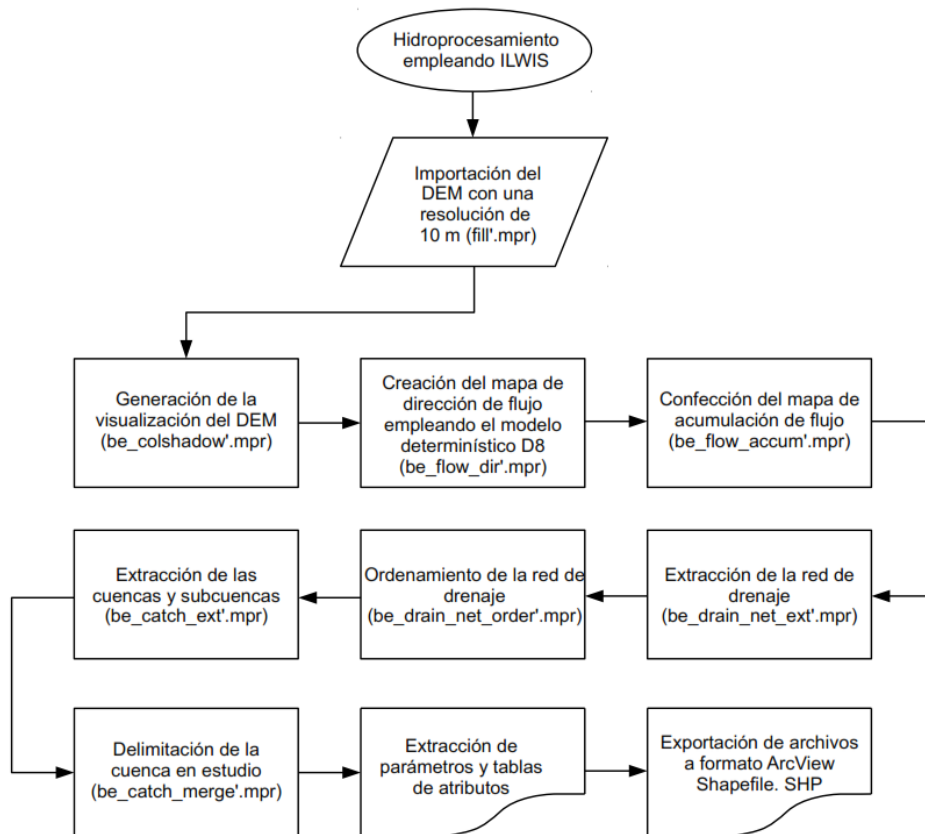 Hidroprocesamiento
empleando ILWIS
Importación del
DEM con una
resolución de
10 m (fill'.mpr)
Generación de la
visualización del DEM
(be_colshadow'.mpr)
Creación del mapa de
dirección de flujo
empleando el modelo
determinístico D8
(be_flow_dir'.mpr)
Confección del mapa de
acumulación de flujo
(be_flow_accum'.mpr)
Extracción de la red de
drenaje
(be_drain_net_ext'.mpr)
Ordenamiento de la red de
drenaje
(be_drain_net_order'.mpr)
Extracción de las
cuencas y subcuencas
(be_catch_ext'.mpr)
Delimitación de la
cuenca en estudio
(be_catch_merge'.mpr)
Extracción de
parámetros y tablas
de atributos
Exportación de archivos
a formato ArcView
Shapefile. SHP